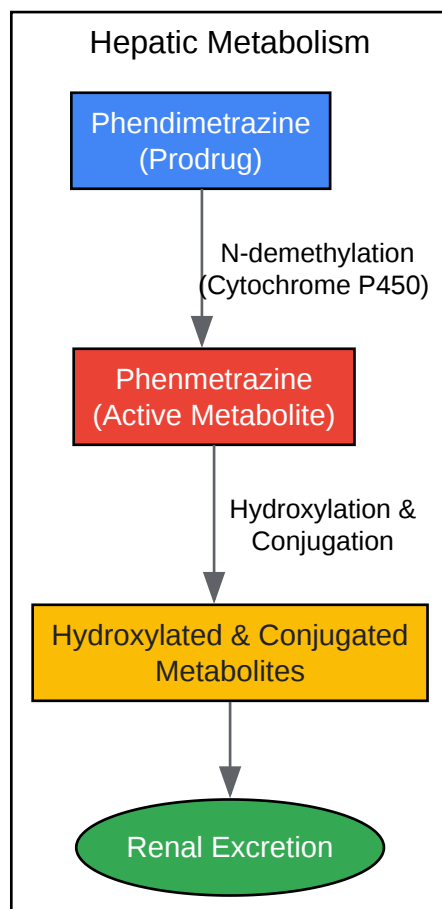 Hepatic Metabolism
Phendimetrazine
(Prodrug)
N-demethylation
(Cytochrome P450)
Phenmetrazine
(Active Metabolite)
Hydroxylation &
Conjugation
Hydroxylated & Conjugated
Metabolites
Renal Excretion